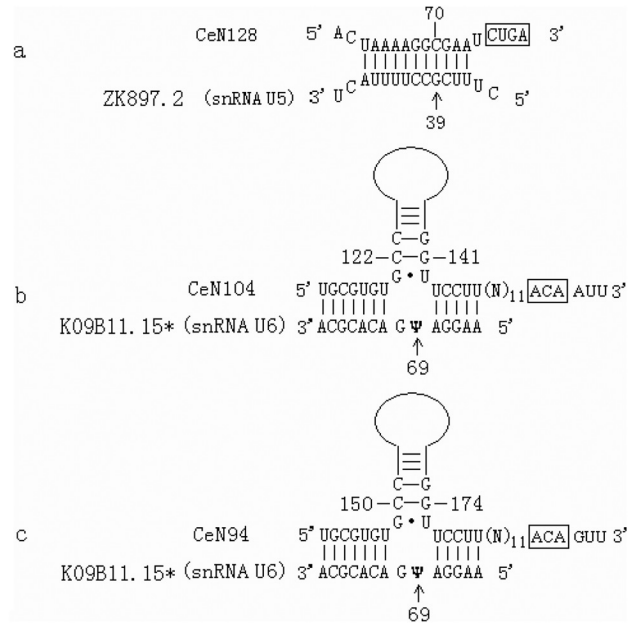 a
70
CeN128 5' A C UAAAAGGCGAA U CUGA 3'
ZK897.2 (snRNA U5) 3' U C AUUUUCCGCUU U C 5'
39
C—G
122—C—G—141
G•U
b
CeN104 5' UGCGUGU UCCUU(N)11 ACA AUU 3'
K09B11.15* (snRNA U6) 3' ACGCACA G Ψ AGGAA 5'
69
C—G
150—C—G—174
G•U
c
CeN94 5' UGCGUGU UCCUU(N)11 ACA GUU 3'
K09B11.15* (snRNA U6) 3' ACGCACA G Ψ AGGAA 5'
69